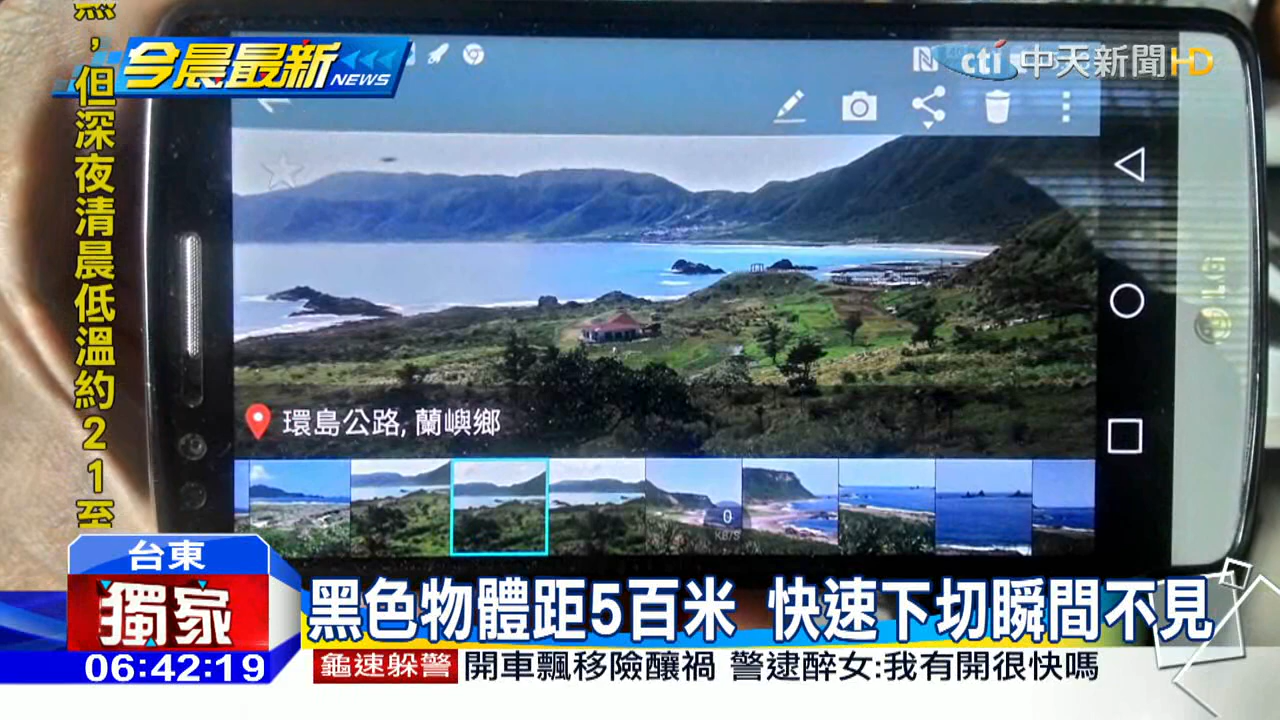 今晨最新 NEWS
cti 中天新聞HD
熱，但深夜清晨低溫約21至
環島公路, 蘭嶼鄉
0
KB/S
台東
獨家
黑色物體距5百米 快速下切瞬間不見
06:42:19
龜速躲警 開車飄移險釀禍 警逮醉女:我有開很快嗎